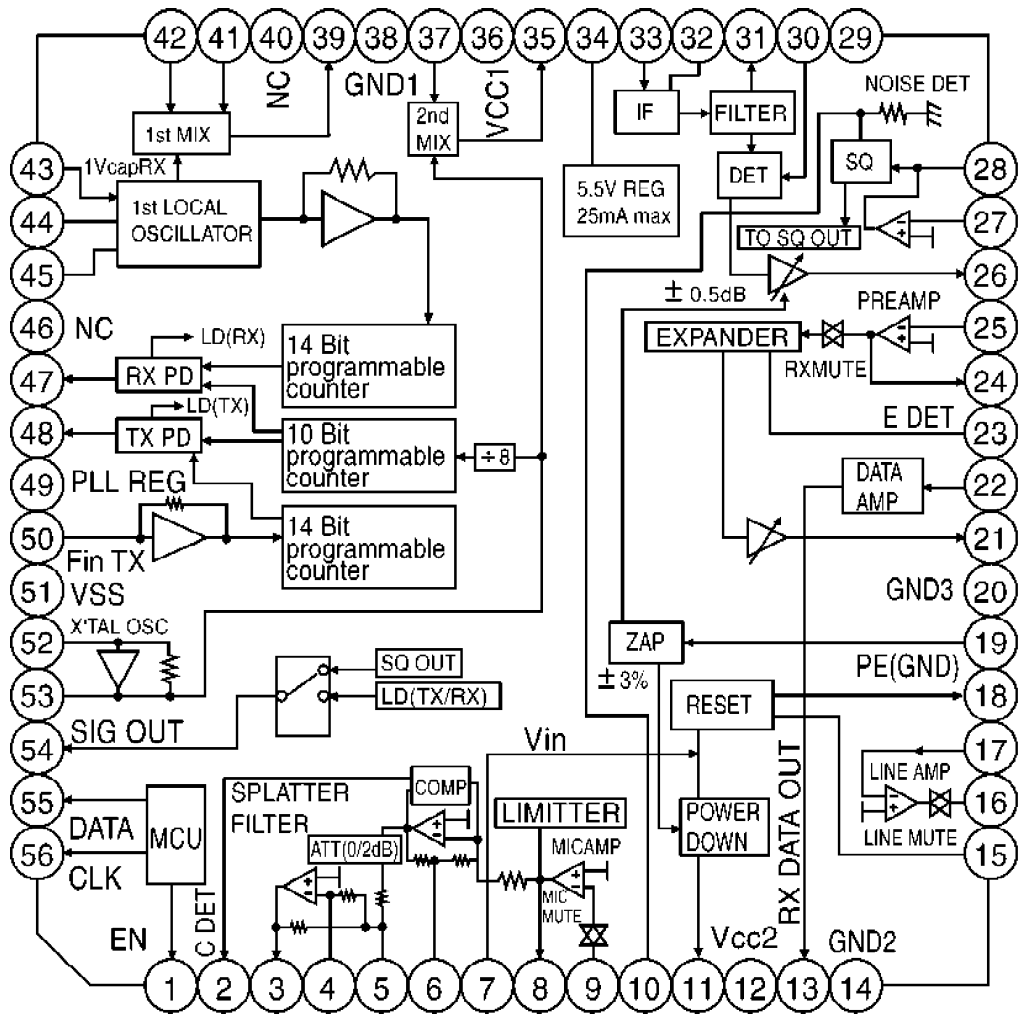 42 41 40 39 38 37 36 35 34 33 32 31 30 29
NC
GND1
VCC1
NOISE DET
1st MIX
2nd
MIX
IF
FILTER
SQ
DET
43
1VcapRX
28
44
1st LOCAL
OSCILLATOR
5.5V REG
25mA max
27
TO SQ OUT
45
26
± 0.5dB
46
NC
PREAMP
25
14 Bit
programmable
counter
LD(RX)
EXPANDER
RXMUTE
47
RX PD
24
LD(TX)
E DET
48
TX PD
10 Bit
programmable
counter
÷ 8
23
49
PLL REG
DATA
AMP
22
50
Fin TX
14 Bit
programmable
counter
21
51
VSS
GND3
20
52
X'TAL OSC
ZAP
19
53
SQ OUT
± 3%
PE(GND)
LD(TX/RX)
RESET
18
54
SIG OUT
Vin
17
55
DATA
MCU
SPLATTER
FILTER
COMP
LIMITTER
POWER
DOWN
RX DATA OUT
LINE AMP
16
LINE MUTE
56
CLK
ATT(0/2dB)
MICAMP
15
MIC
MUTE
EN
C DET
Vcc2
GND2
1 2 3 4 5 6 7 8 9 10 11 12 13 14